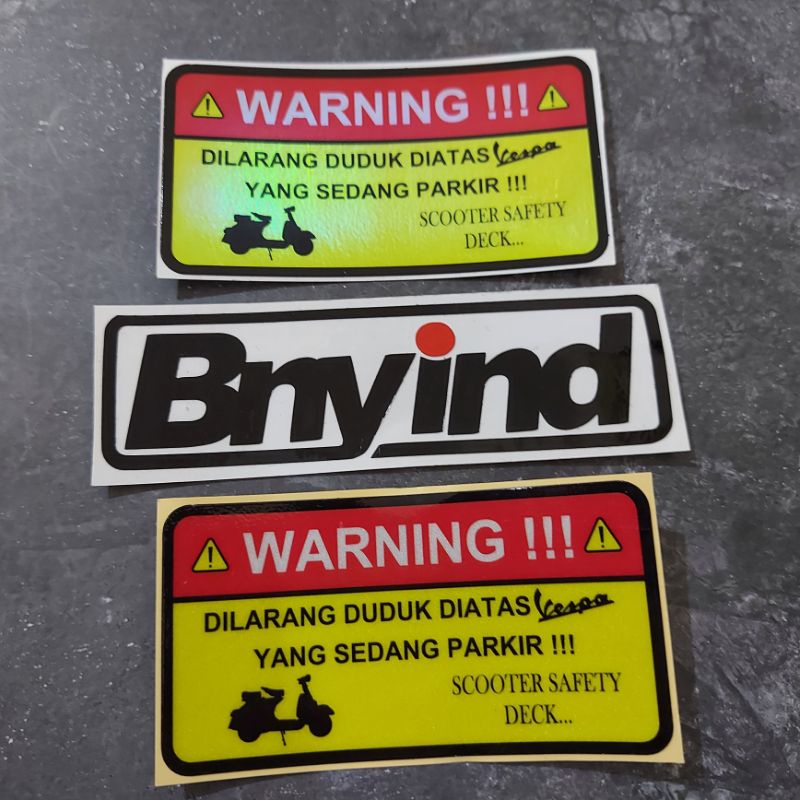 WARNING !!!
DILARANG DUDUK DIATAS Vespa
YANG SEDANG PARKIR !!!
SCOOTER SAFETY
DECK...
Bnyind
WARNING !!!
DILARANG DUDUK DIATAS Vespa
YANG SEDANG PARKIR !!!
SCOOTER SAFETY
DECK...